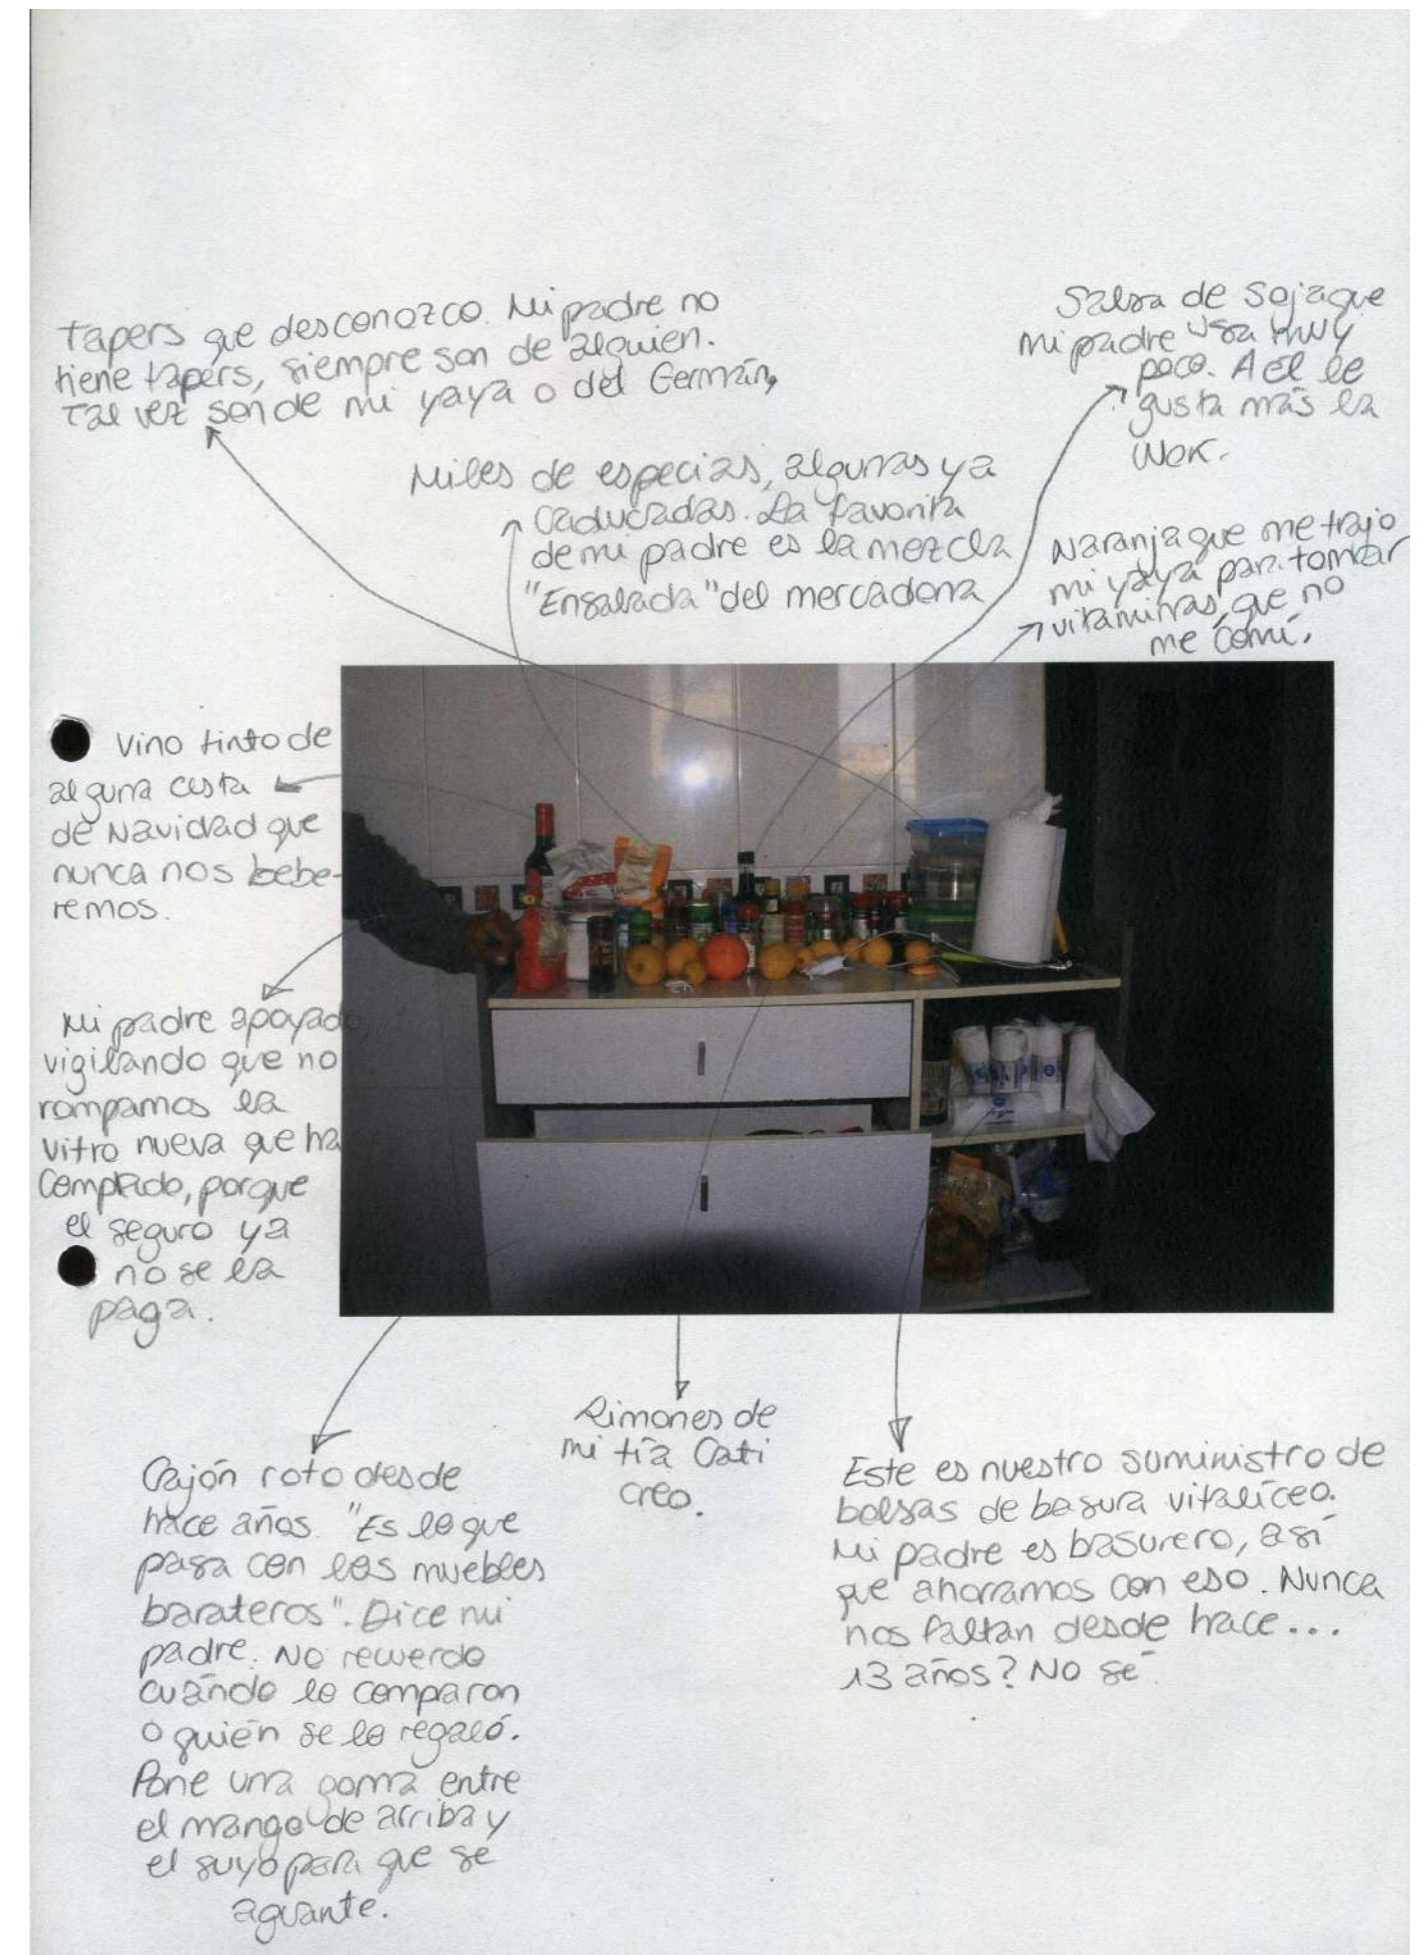 Tapers que desconozco. Mi padre no
tiene tapers, siempre son de alguien.
Tal vez son de mi yaya o del Germán,
Salsa de Soja que
mi padre usa muy
poco. A él le
gusta más la
Wok.
Miles de especias, algunas ya
caducadas. La favorita
de mi padre es la mezcla
"Ensalada" del mercadona
Naranja que me trajo
mi yaya para tomar
vitaminas, que no
me comí.
Vino tinto de
alguna cesta
de Navidad que
nunca nos bebe-
remos.
Mi padre apoyado,
vigilando que no
rompamos la
vitro nueva que ha
comprado, porque
el seguro ya
no se la
paga.
Cajón roto desde
hace años. "Es lo que
pasa con los muebles
barateros". Dice mi
padre. No recuerdo
cuándo lo compraron
o quién se lo regaló.
Pone una goma entre
el mango de arriba y
el suyo para que se
aguante.
Limones de
mi tía Cati
creo.
Este es nuestro suministro de
bolsas de basura vitalíceo.
Mi padre es basurero, así
que ahorramos con eso. Nunca
nos faltan desde hace...
13 años? No sé